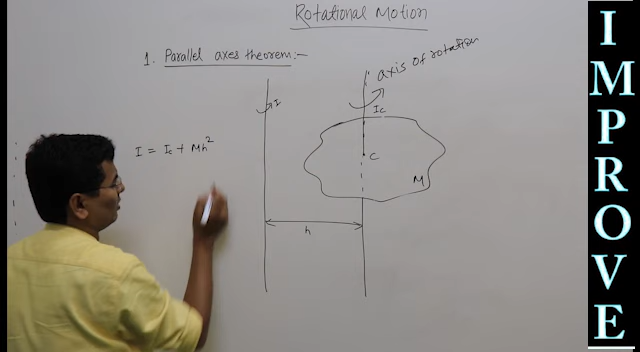 Rotational Motion
1. Parallel axes theorem:-
axis of rotation
I
Ic
I = Ic + Mh²
C
M
h
IMPROVE